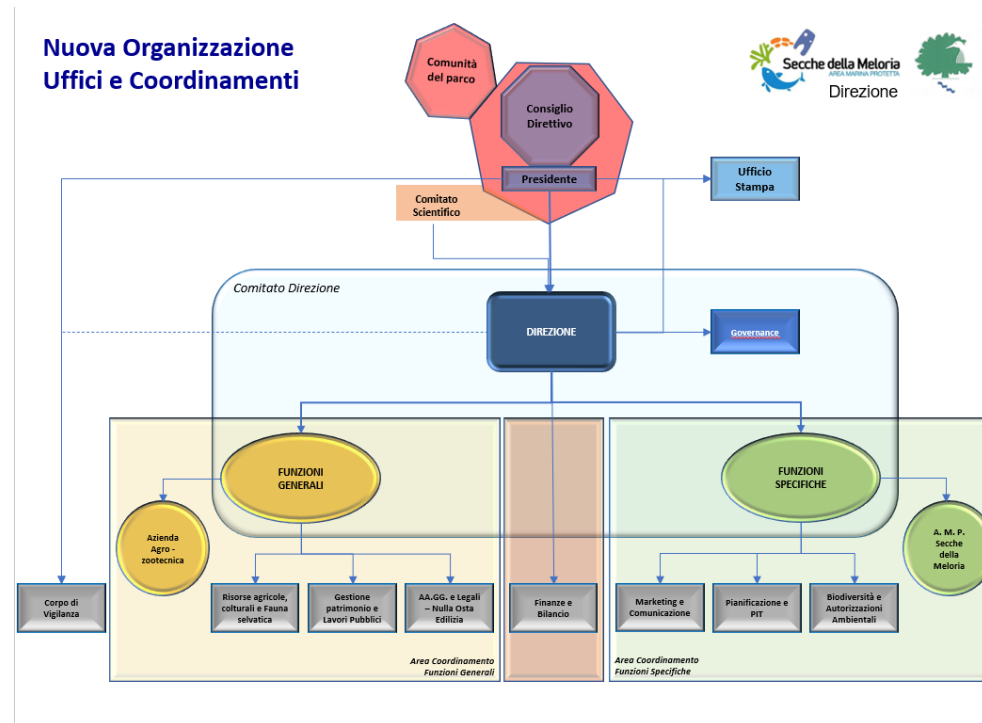 Nuova Organizzazione
Uffici e Coordinamenti
Comunità
del parco
Consiglio
Direttivo
Presidente
Secche della Meloria
AREA MARINA PROTETTA
Direzione
Ufficio
Stampa
Comitato
Scientifico
Comitato Direzione
DIREZIONE
Governance
FUNZIONI
GENERALI
FUNZIONI
SPECIFICHE
Azienda
Agro -
zootecnica
A. M. P.
Secche
della
Meloria
Corpo di
Vigilanza
Risorse agricole,
colturali e Fauna
selvatica
Gestione
patrimonio e
Lavori Pubblici
AA.GG. e Legali
– Nulla Osta
Edilizia
Finanze e
Bilancio
Marketing e
Comunicazione
Pianificazione e
PIT
Biodiversità e
Autorizzazioni
Ambientali
Area Coordinamento
Funzioni Generali
Area Coordinamento
Funzioni Specifiche